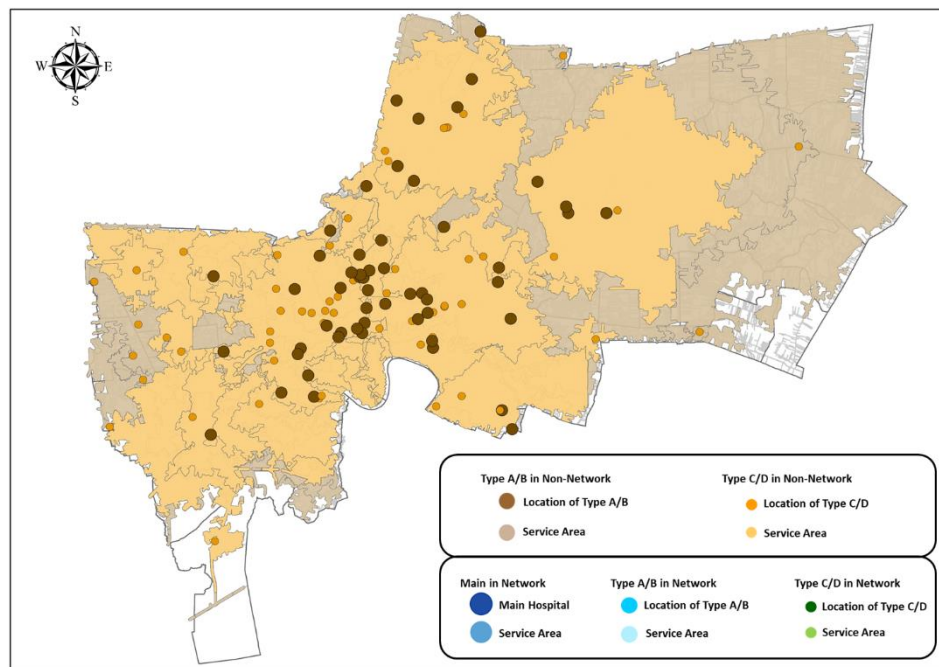 N
W E
S
Type A/B in Non-Network
Location of Type A/B
Service Area
Type C/D in Non-Network
Location of Type C/D
Service Area
Main in Network
Main Hospital
Service Area
Type A/B in Network
Location of Type A/B
Service Area
Type C/D in Network
Location of Type C/D
Service Area